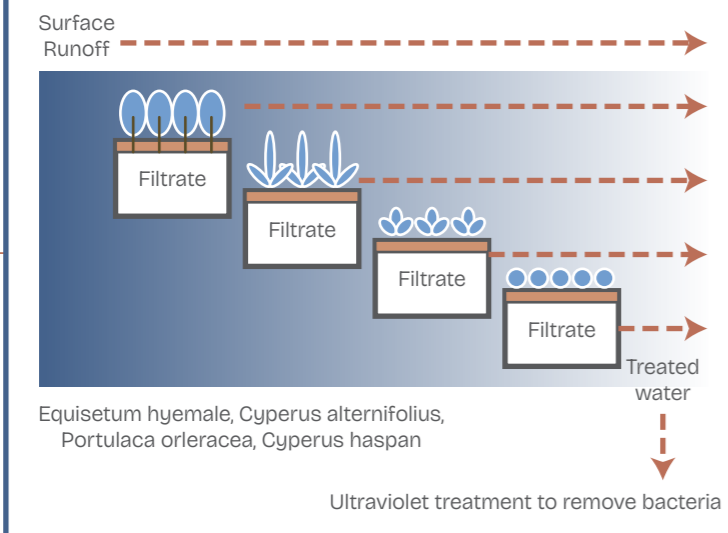 Surface
Runoff
Filtrate
Filtrate
Filtrate
Filtrate
Treated
water
Equisetum hyemale, Cyperus alternifolius,
Portulaca orleracea, Cyperus haspan
Ultraviolet treatment to remove bacteria